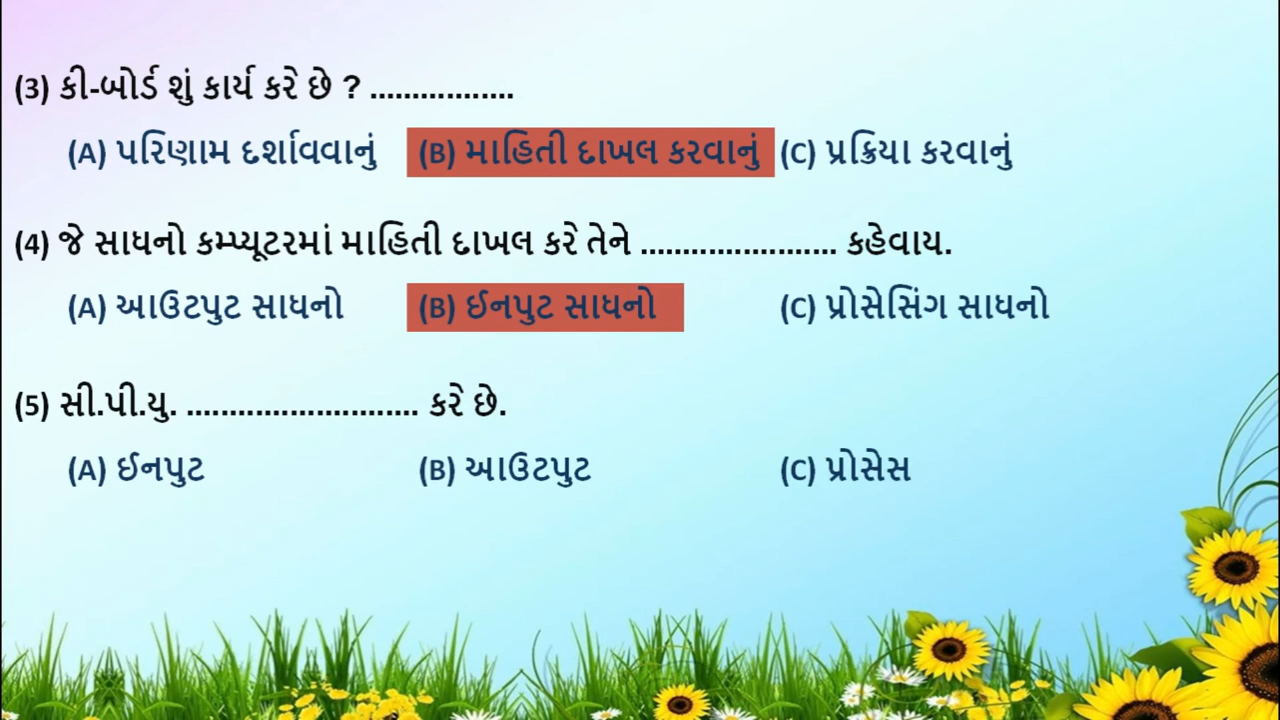 (3) કી-બોર્ડ શું કાર્ય કરે છે ? .................
(A) પરિણામ દર્શાવવાનું (B) માહિતી દાખલ કરવાનું (C) પ્રક્રિયા કરવાનું
(4) જે સાધનો કમ્પ્યૂટરમાં માહિતી દાખલ કરે તેને ....................... કહેવાય.
(A) આઉટપુટ સાધનો (B) ઈનપુટ સાધનો (C) પ્રોસેસિંગ સાધનો
(5) સી.પી.યુ. ........................... કરે છે.
(A) ઈનપુટ (B) આઉટપુટ (C) પ્રોસેસ